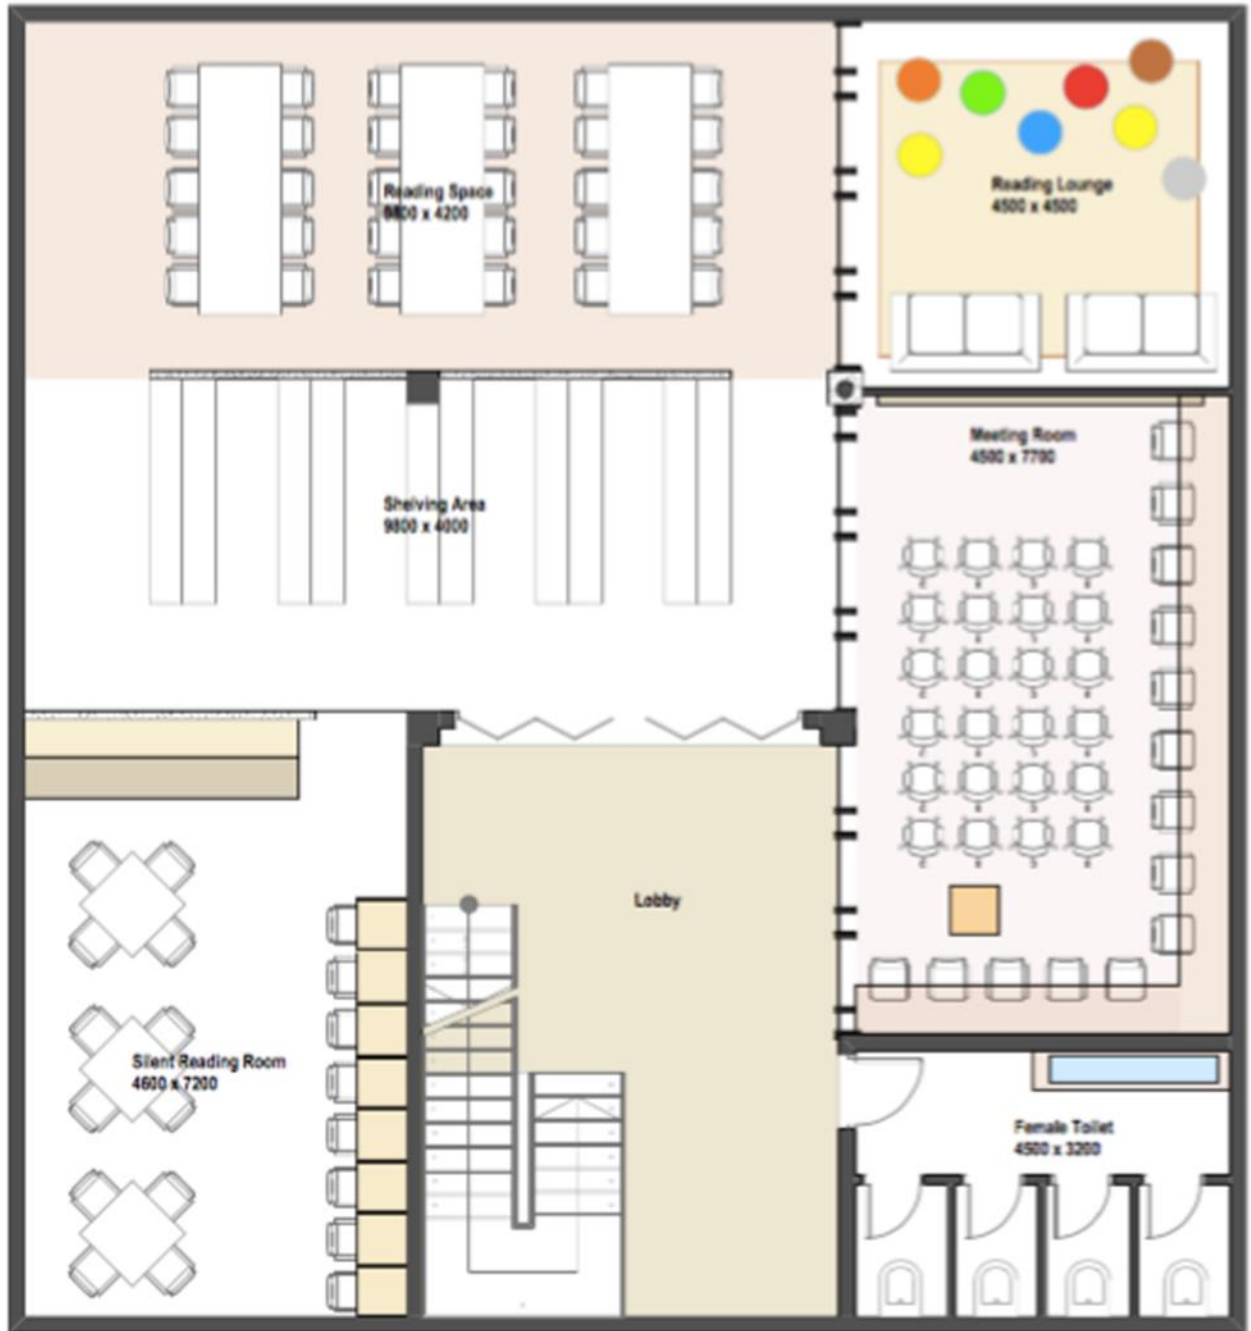 Reading Space
x 4200
Reading Lounge
4500 x 4500
Meeting Room
4500 x 7700
Shelving Area
9800 x 4000
Lobby
Silent Reading Room
4600 x 7200
Female Toilet
4500 x 3200